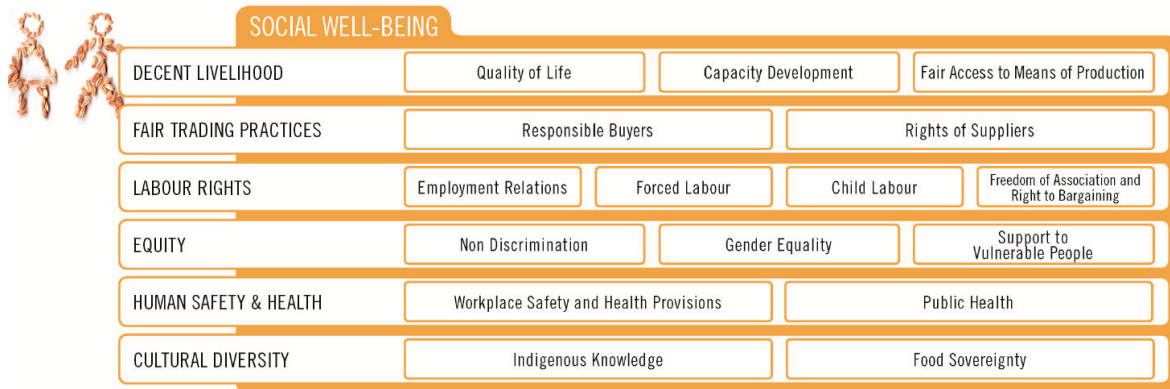 SOCIAL WELL-BEING
DECENT LIVELIHOOD
Quality of Life
Capacity Development
Fair Access to Means of Production
FAIR TRADING PRACTICES
Responsible Buyers
Rights of Suppliers
LABOUR RIGHTS
Employment Relations
Forced Labour
Child Labour
Freedom of Association and
Right to Bargaining
EQUITY
Non Discrimination
Gender Equality
Support to
Vulnerable People
HUMAN SAFETY & HEALTH
Workplace Safety and Health Provisions
Public Health
CULTURAL DIVERSITY
Indigenous Knowledge
Food Sovereignty